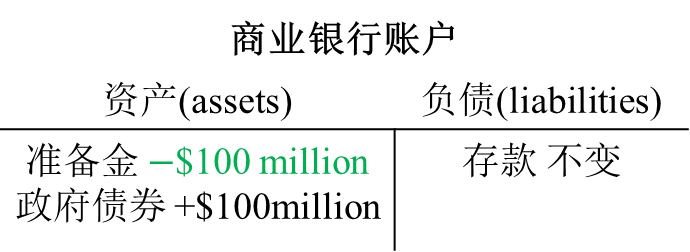 商业银行账户
资产(assets)
负债(liabilities)
准备金 −$100 million
存款 不变
政府债券 +$100million